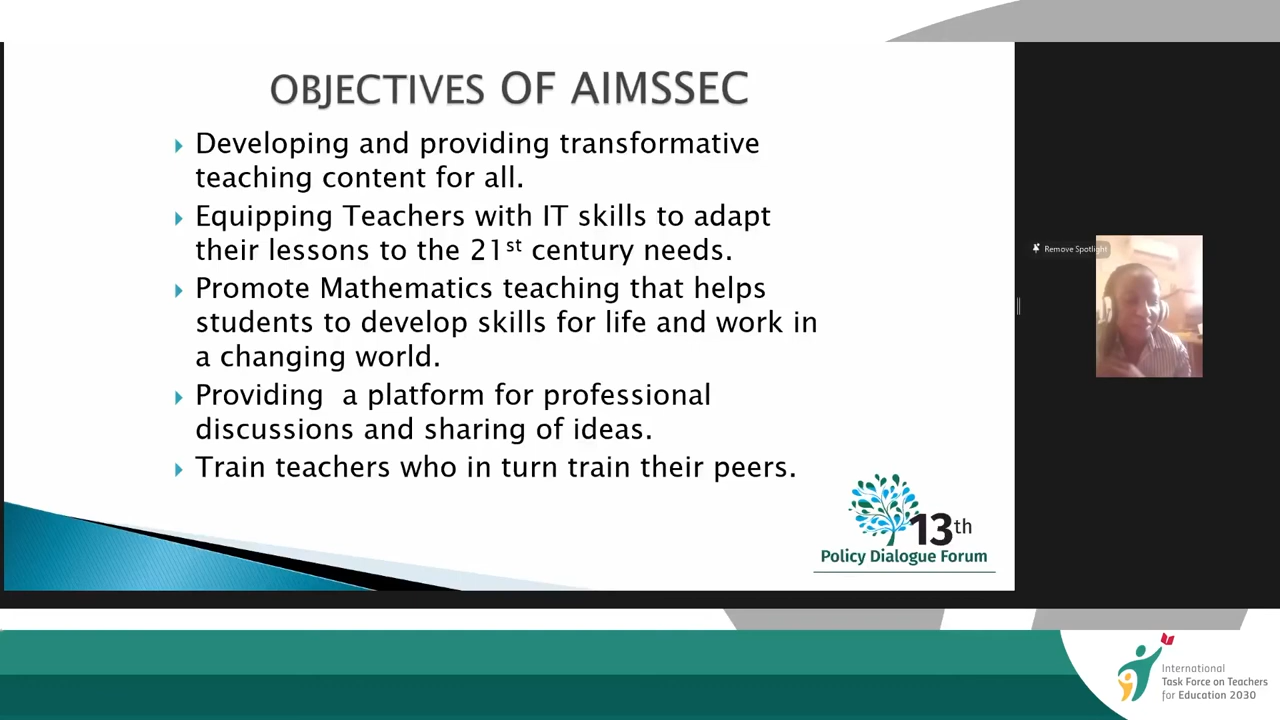 OBJECTIVES OF AIMSSEC
Developing and providing transformative
teaching content for all.
Equipping Teachers with IT skills to adapt
their lessons to the 21st century needs.
Promote Mathematics teaching that helps
students to develop skills for life and work in
a changing world.
Providing a platform for professional
discussions and sharing of ideas.
Train teachers who in turn train their peers.
13th
Policy Dialogue Forum
Remove Spotlight
International
Task Force on Teachers
for Education 2030